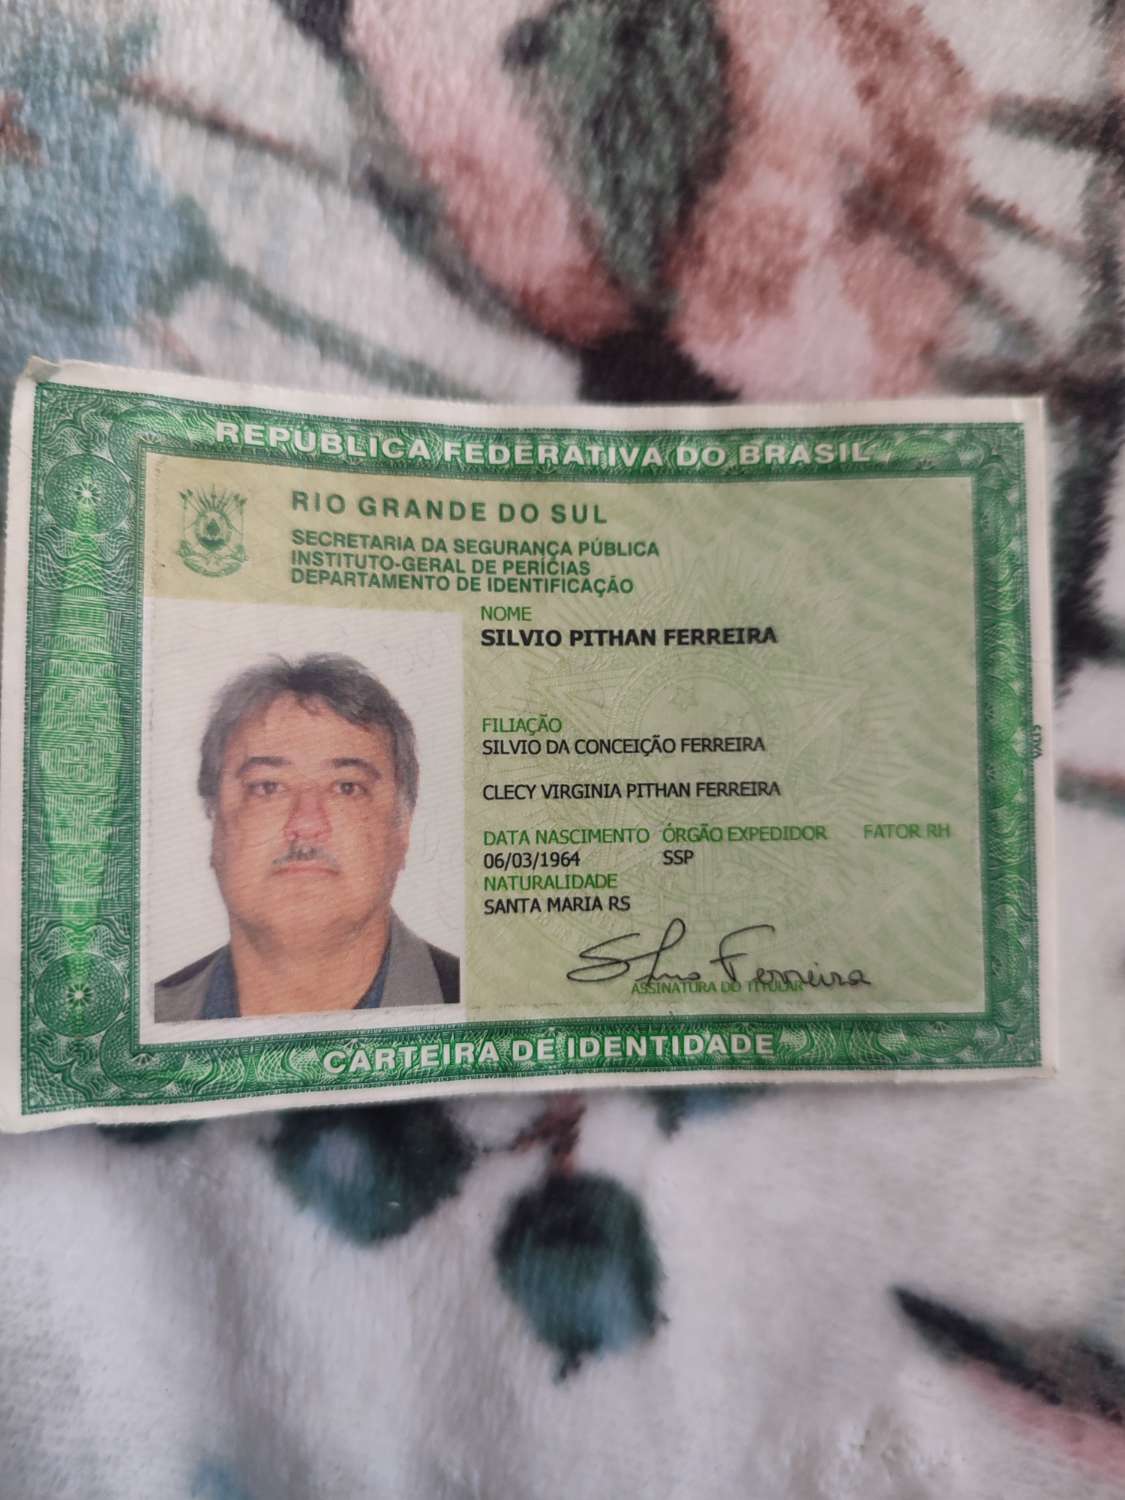 REPÚBLICA FEDERATIVA DO BRASIL
RIO GRANDE DO SUL
SECRETARIA DA SEGURANÇA PÚBLICA
INSTITUTO-GERAL DE PERÍCIAS
DEPARTAMENTO DE IDENTIFICAÇÃO
NOME
SILVIO PITHAN FERREIRA
FILIAÇÃO
SILVIO DA CONCEIÇÃO FERREIRA
CLECY VIRGINIA PITHAN FERREIRA
DATA NASCIMENTO ÓRGÃO EXPEDIDOR FATOR RH
06/03/1964 SSP
NATURALIDADE
SANTA MARIA RS
Silvio Ferreira
ASSINATURA DO TITULAR
CARTEIRA DE IDENTIDADE